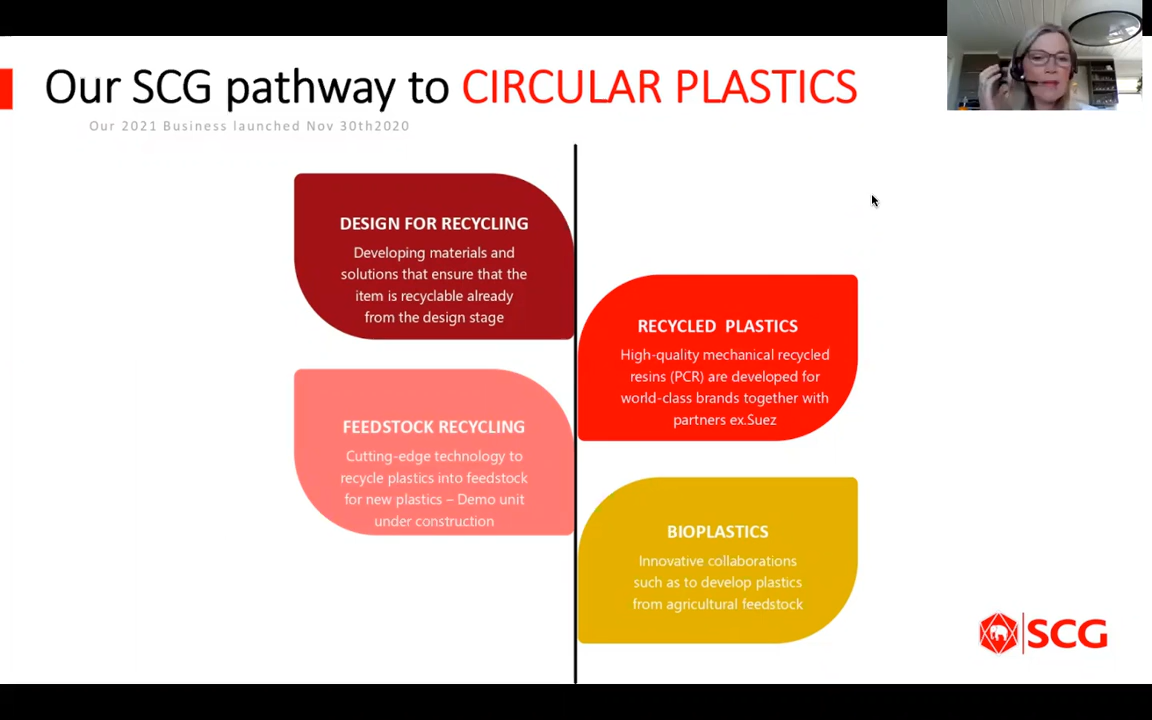 Our SCG pathway to CIRCULAR PLASTICS
Our 2021 Business launched Nov 30th2020
DESIGN FOR RECYCLING
Developing materials and
solutions that ensure that the
item is recyclable already
from the design stage
RECYCLED PLASTICS
High-quality mechanical recycled
resins (PCR) are developed for
world-class brands together with
partners ex.Suez
FEEDSTOCK RECYCLING
Cutting-edge technology to
recycle plastics into feedstock
for new plastics – Demo unit
under construction
BIOPLASTICS
Innovative collaborations
such as to develop plastics
from agricultural feedstock
SCG